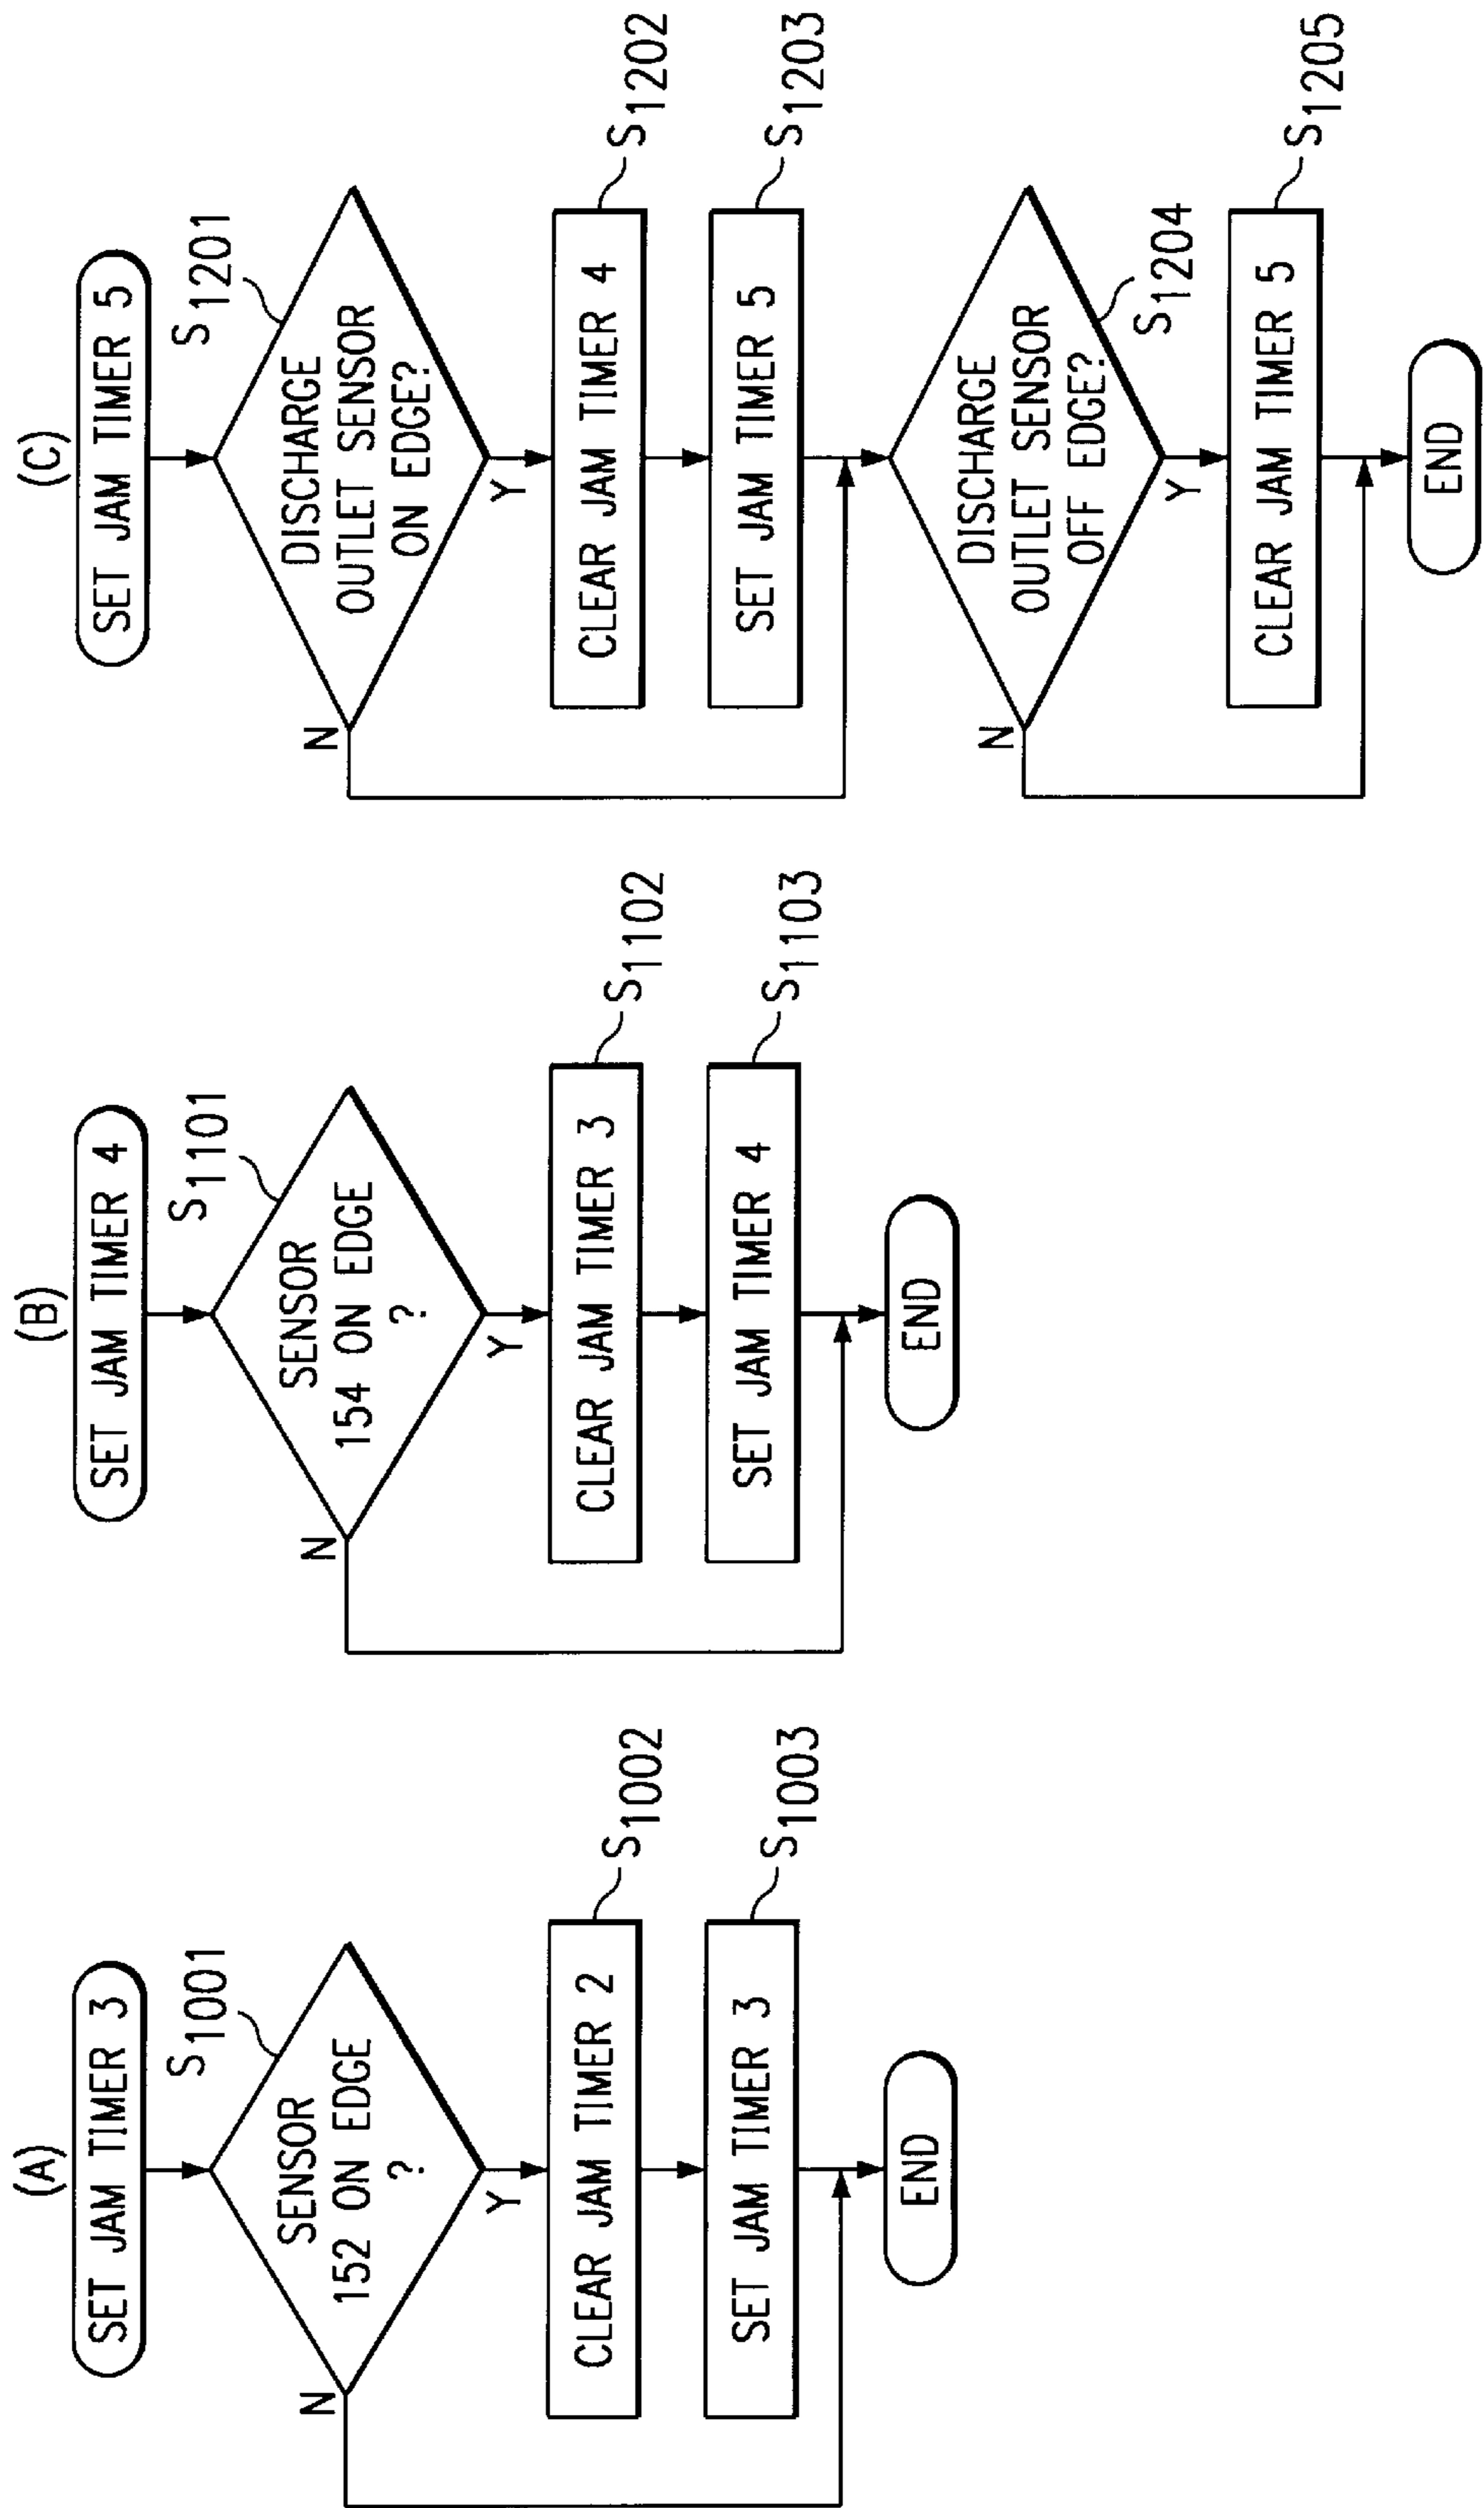 (A)
SET JAM TIMER 3
S1001
SENSOR
152 ON EDGE
?
N
Y
CLEAR JAM TIMER 2
S1002
SET JAM TIMER 3
S1003
END
(B)
SET JAM TIMER 4
S1101
SENSOR
154 ON EDGE
?
N
Y
CLEAR JAM TIMER 3
S1102
SET JAM TIMER 4
S1103
END
(C)
SET JAM TIMER 5
S1201
DISCHARGE
OUTLET SENSOR
ON EDGE?
N
Y
CLEAR JAM TIMER 4
S1202
SET JAM TIMER 5
S1203
DISCHARGE
OUTLET SENSOR
OFF EDGE?
S1204
N
Y
CLEAR JAM TIMER 5
S1205
END